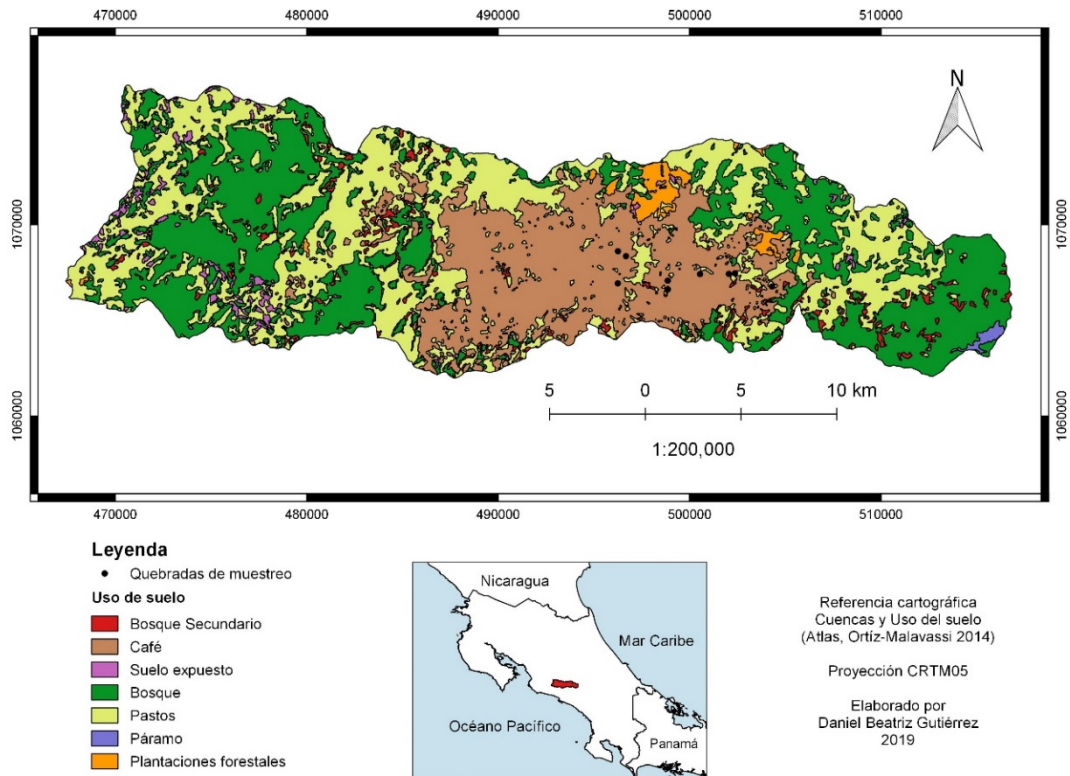 470000
480000
490000
500000
510000
1070000
1070000
1060000
1060000
N
5 0 5 10 km
1:200,000
470000
480000
490000
500000
510000
Leyenda
Quebradas de muestreo
Uso de suelo
Bosque Secundario
Café
Suelo expuesto
Bosque
Pastos
Páramo
Plantaciones forestales
Nicaragua
Mar Caribe
Océano Pacífico
Panamá
Referencia cartográfica
Cuencas y Uso del suelo
(Atlas, Ortíz-Malavassi 2014)
Proyección CRTM05
Elaborado por
Daniel Beatriz Gutiérrez
2019